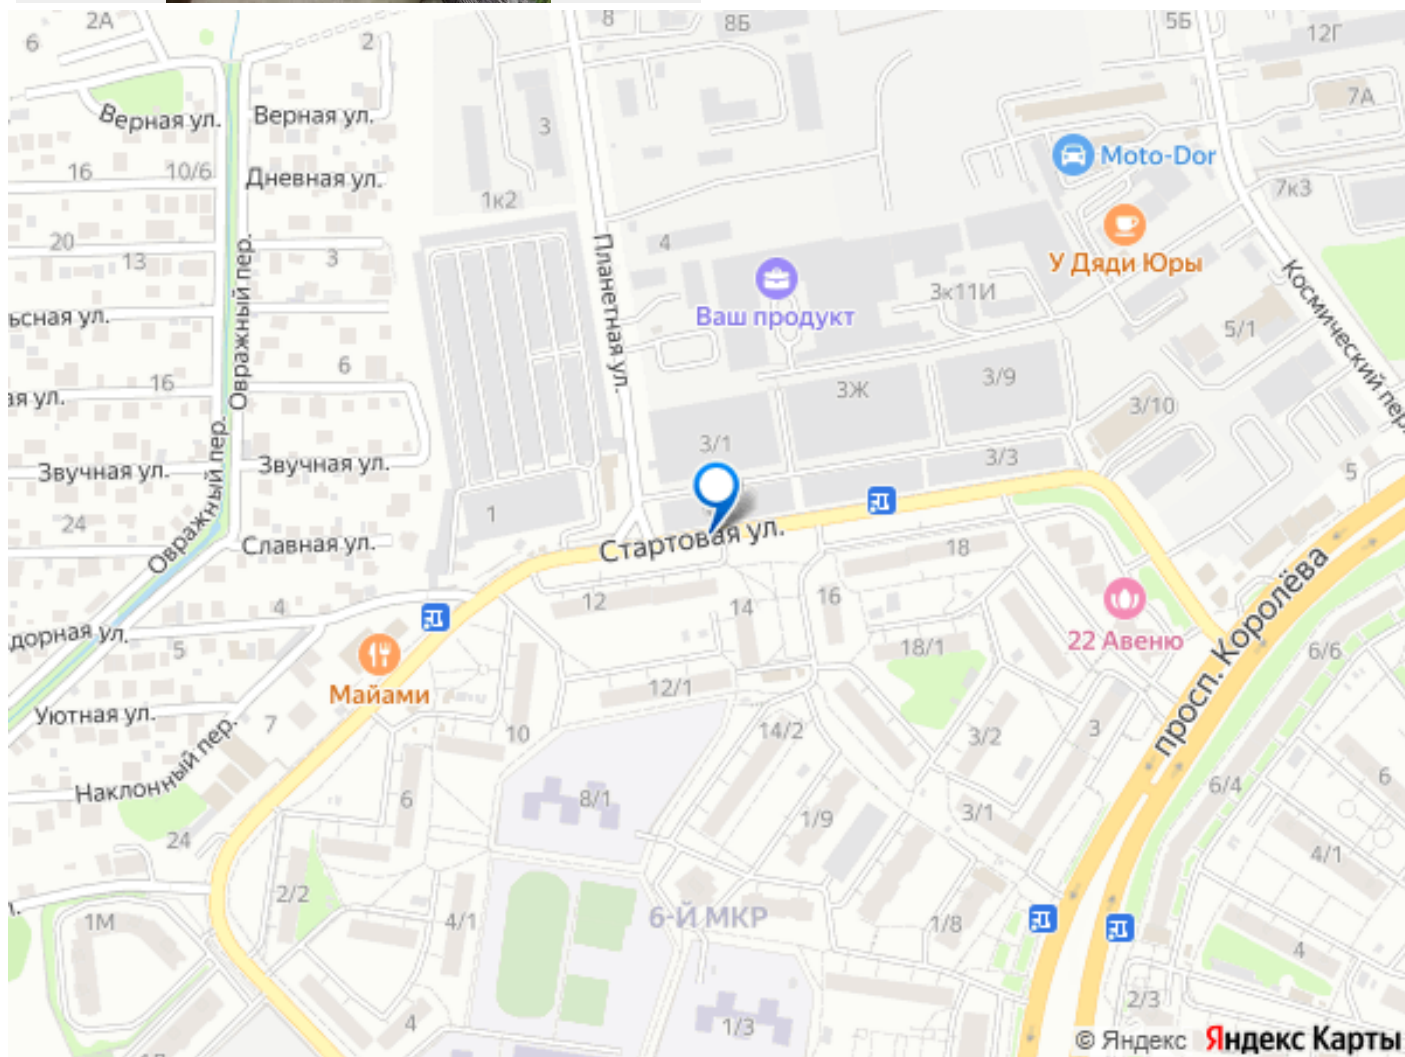 2А
6
2
8
8Б
5Б
12Г
7А
Верная ул.
Верная ул.
3
Moto-Dor
16
10/6
Дневная ул.
1к2
7к3
20
13
Овражный пер.
3
Планетная ул.
4
У Дяди Юры
Ваш продукт
3к11И
Космический пер.
ьсная ул.
5/1
6
16
ая ул.
3Ж
3/9
3/10
Овражный пер.
3/1
Звучная ул.
Звучная ул.
3/3
5
24
1
Славная ул.
Стартовая ул.
18
просп. Королёва
4
12
14
16
22 Авеню
дорная ул.
5
18/1
6/6
Майами
12/1
Уютная ул.
7
10
14/2
3/2
3
Наклонный пер.
6
8/1
6/4
6
1/9
3/1
24
4/1
2/2
1М
4/1
6-Й МКР
1/8
4
4
1/3
2/3
© Яндекс Яндекс Карты